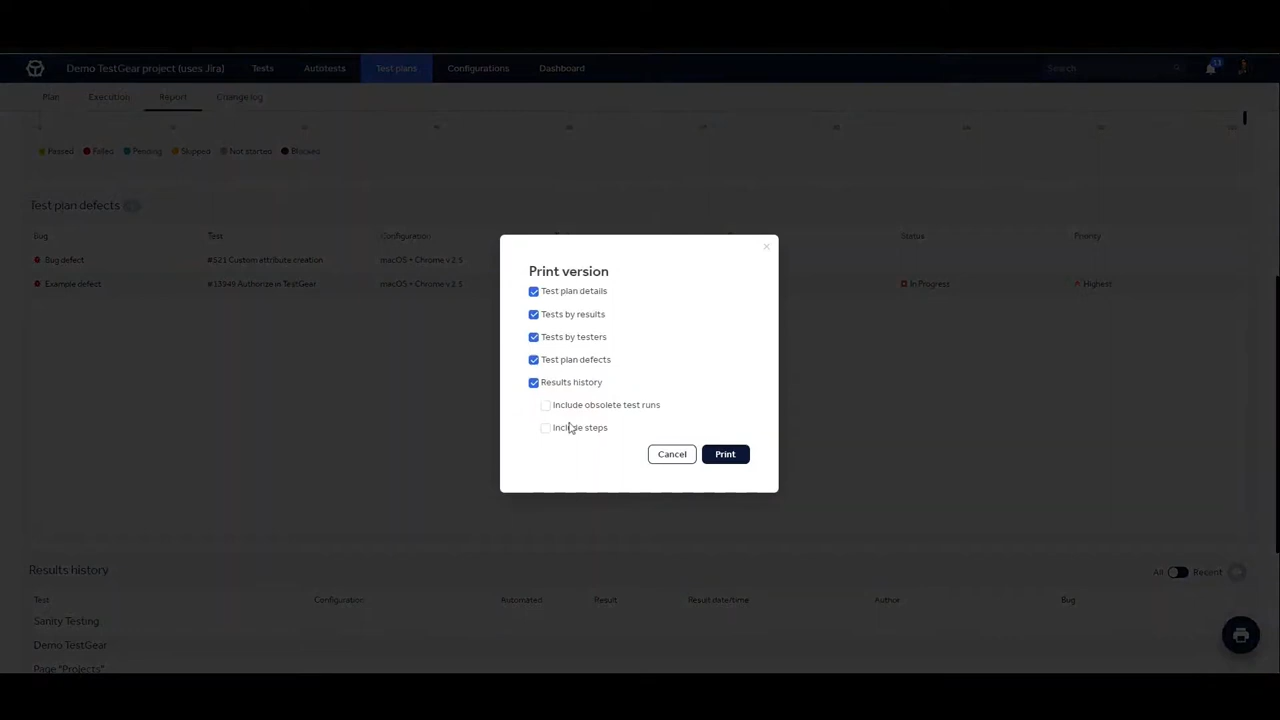 Demo TestGear project (uses Jira) Tests Autotests Test plans Configurations Dashboard Search 13
Plan Execution Report Change log
Passed Failed Pending Skipped Not started Blocked
Test plan defects
Bug Test Configuration Status Priority
Bug defect #521 Custom attribute creation macOS + Chrome v 2.5
Example defect #13949 Authorize in TestGear macOS + Chrome v 2.5 In Progress Highest
Print version
Test plan details
Tests by results
Tests by testers
Test plan defects
Results history
Include obsolete test runs
Include steps
Cancel Print
Results history All Recent
Test Configuration Automated Result Result date/time Author Bug
Sanity Testing
Demo TestGear
Page "Projects"